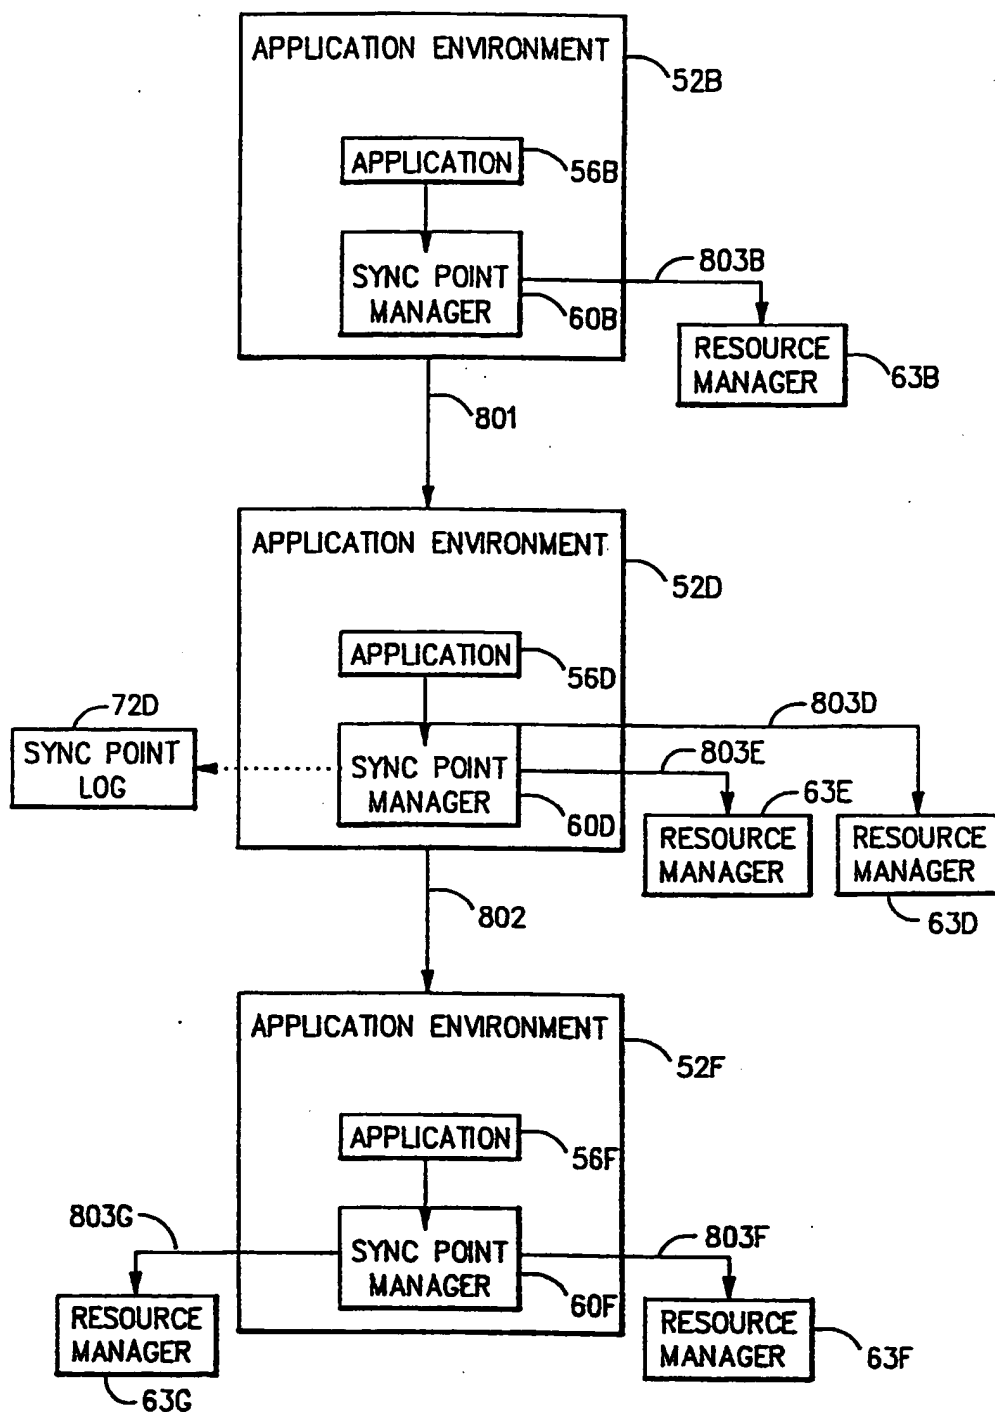 APPLICATION ENVIRONMENT
52B
APPLICATION
56B
SYNC POINT
MANAGER
60B
803B
RESOURCE
MANAGER
63B
801
APPLICATION ENVIRONMENT
52D
APPLICATION
56D
72D
SYNC POINT
LOG
SYNC POINT
MANAGER
60D
803D
803E
63E
RESOURCE
MANAGER
RESOURCE
MANAGER
63D
802
APPLICATION ENVIRONMENT
52F
APPLICATION
56F
803G
SYNC POINT
MANAGER
60F
803F
RESOURCE
MANAGER
63G
RESOURCE
MANAGER
63F